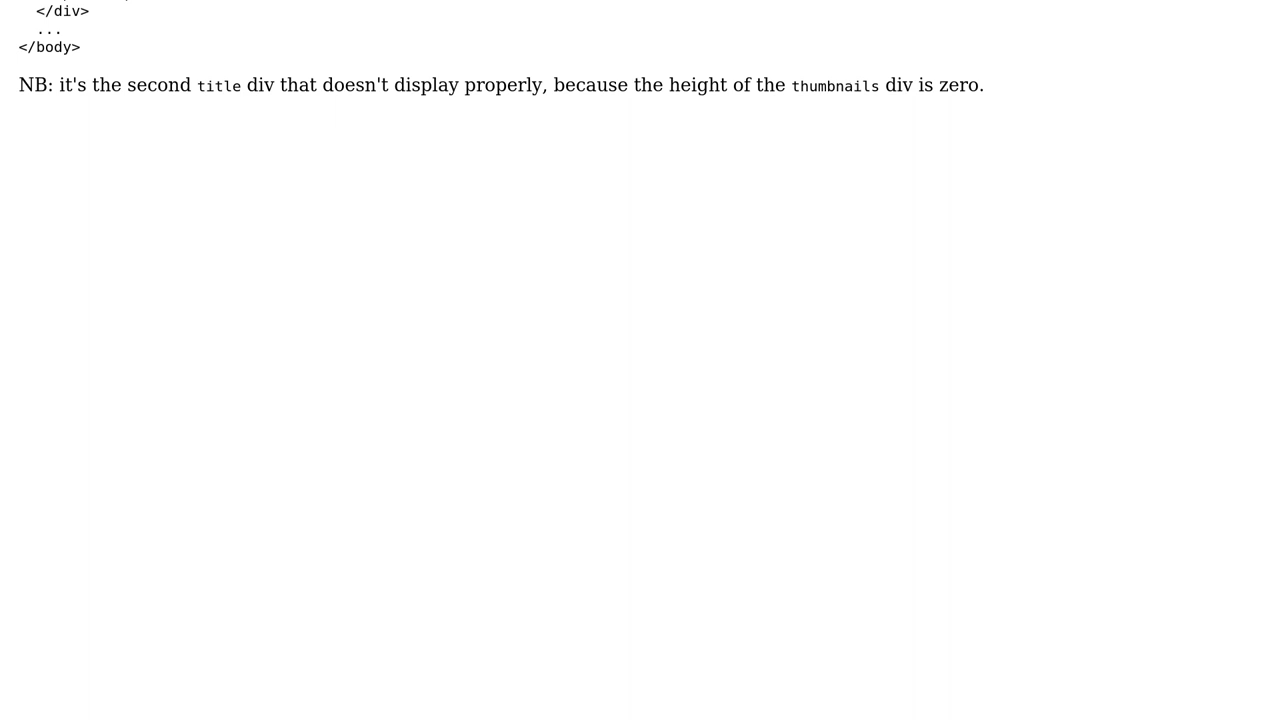 </div>
...
</body>
NB: it's the second title div that doesn't display properly, because the height of the thumbnails div is zero.